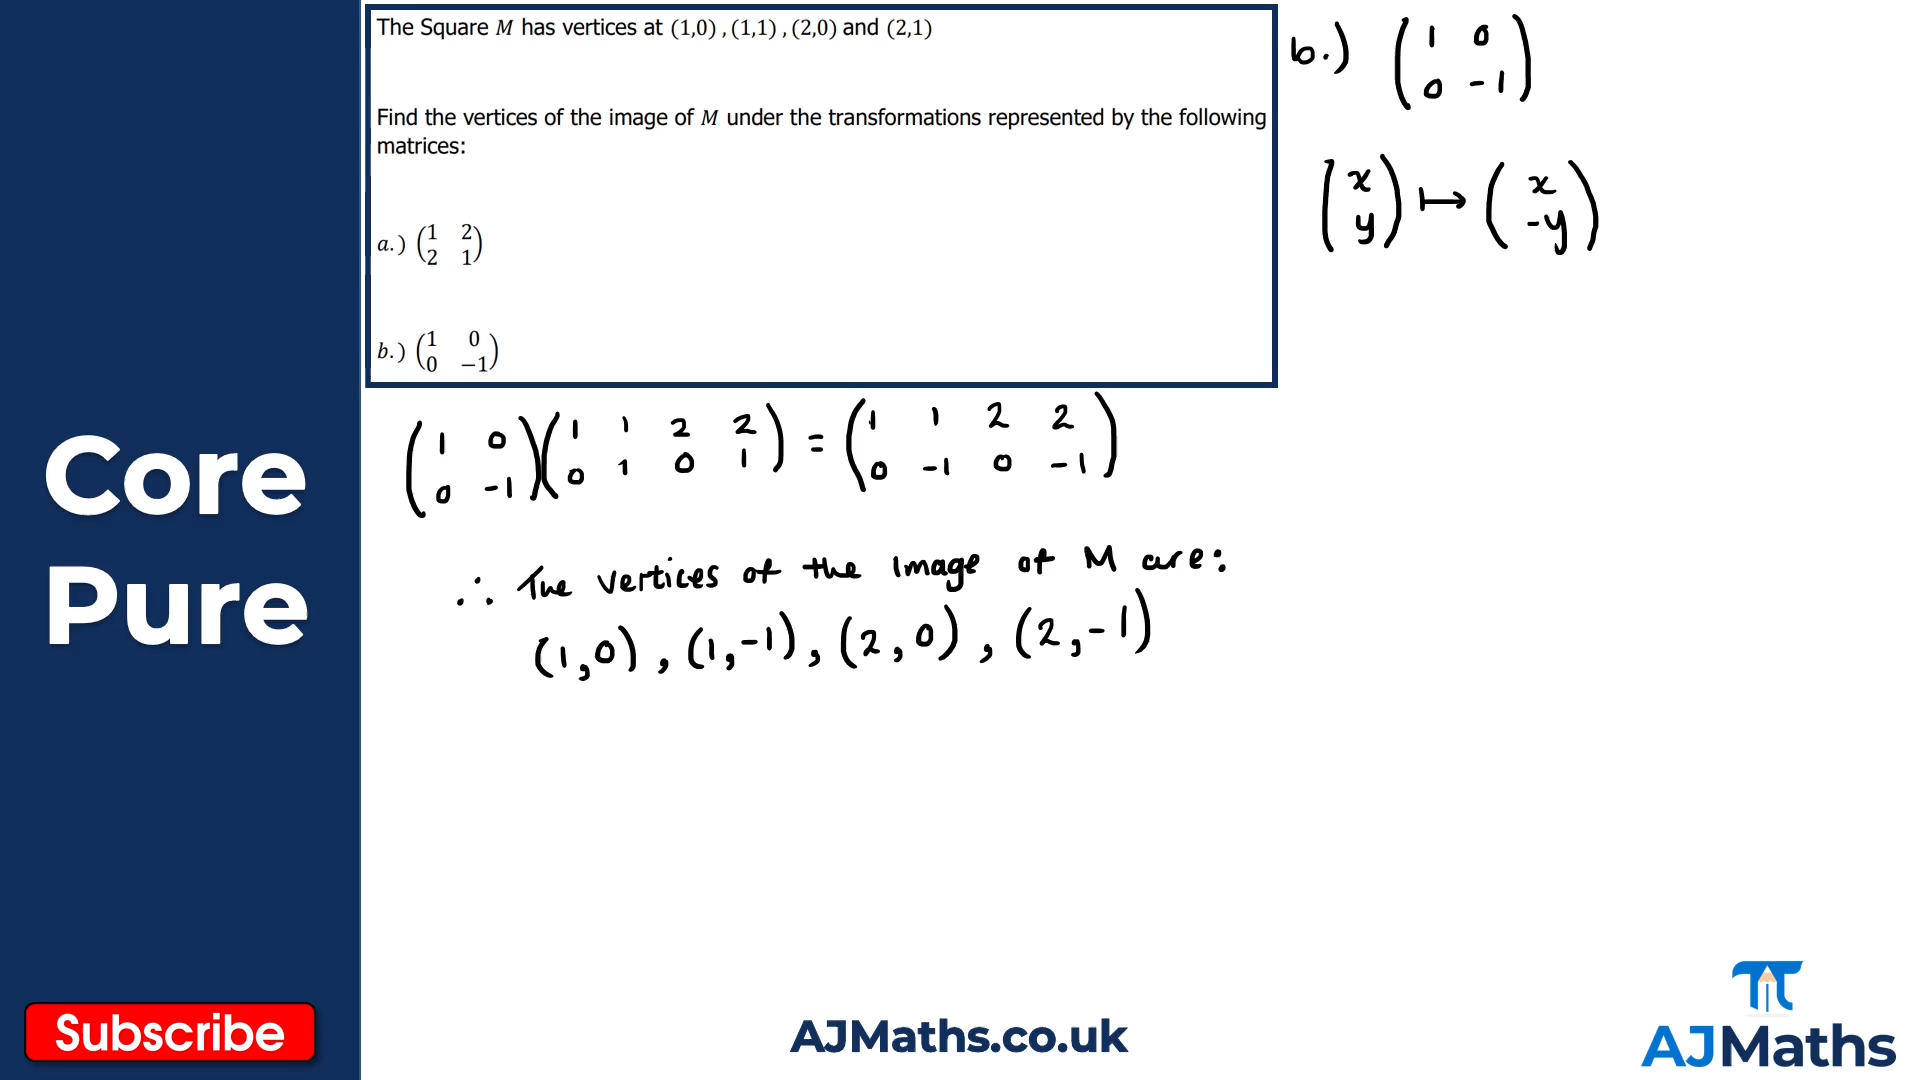 The Square M has vertices at (1,0) , (1,1) , (2,0) and (2,1)
Find the vertices of the image of M under the transformations represented by the following
matrices:
a.) (1 2
2 1)
b.) (1 0
0 −1)
b.) (1 0
0 -1)
(x
y) ↦ (x
-y)
(1 0
0 -1) (1 1 2 2
0 1 0 1) = (1 1 2 2
0 -1 0 -1)
∴ The vertices of the image of M are:
(1,0) , (1,-1) , (2,0) , (2,-1)
Core
Pure
Subscribe
AJMaths.co.uk
AJMaths